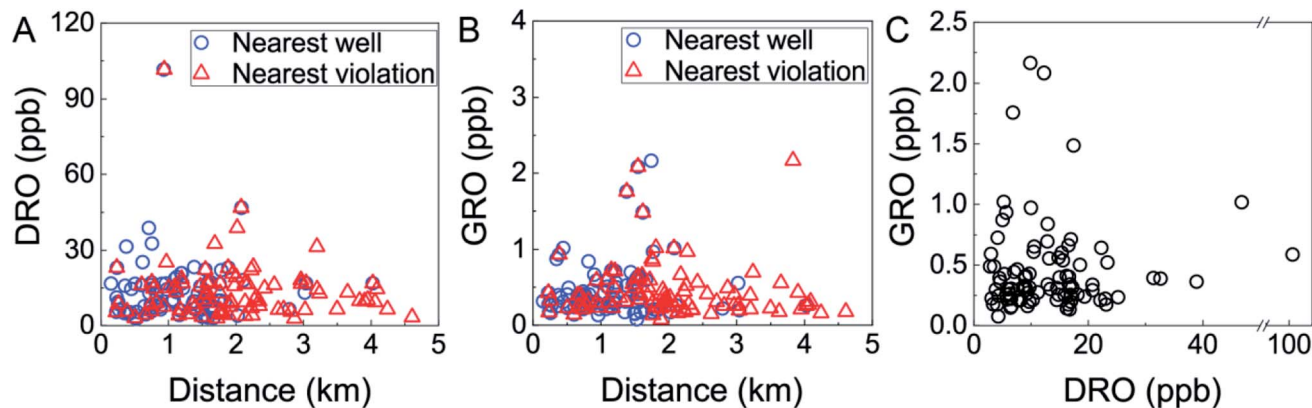 A
DRO (ppb)
120
90
60
30
0
Nearest well
Nearest violation
0 1 2 3 4 5
Distance (km)
B
GRO (ppb)
4
3
2
1
0
Nearest well
Nearest violation
0 1 2 3 4 5
Distance (km)
C
GRO (ppb)
2.5
2.0
1.5
1.0
0.5
0.0
0 20 40 100
DRO (ppb)